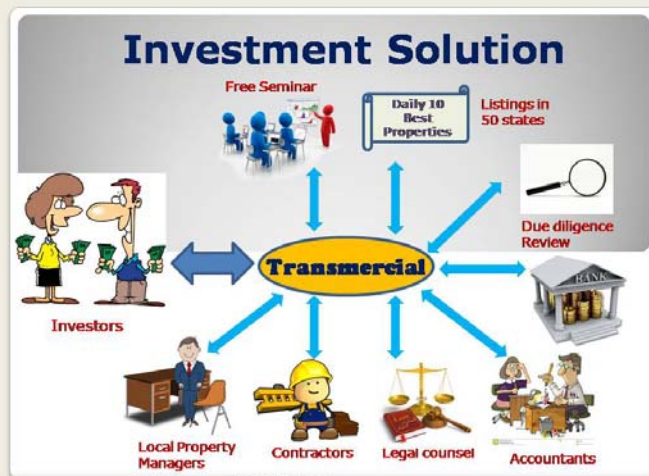 Investment Solution
Free Seminar
Daily 10
Best
Properties
Listings in
50 states
Due diligence
Review
Transmercial
BANK
Investors
Local Property
Managers
Contractors
Legal counsel
Accountants